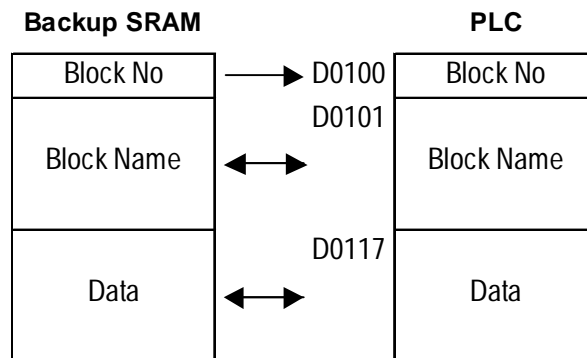 Backup SRAM PLC
Block No D0100 Block No
D0101
Block Name Block Name
D0117
Data Data